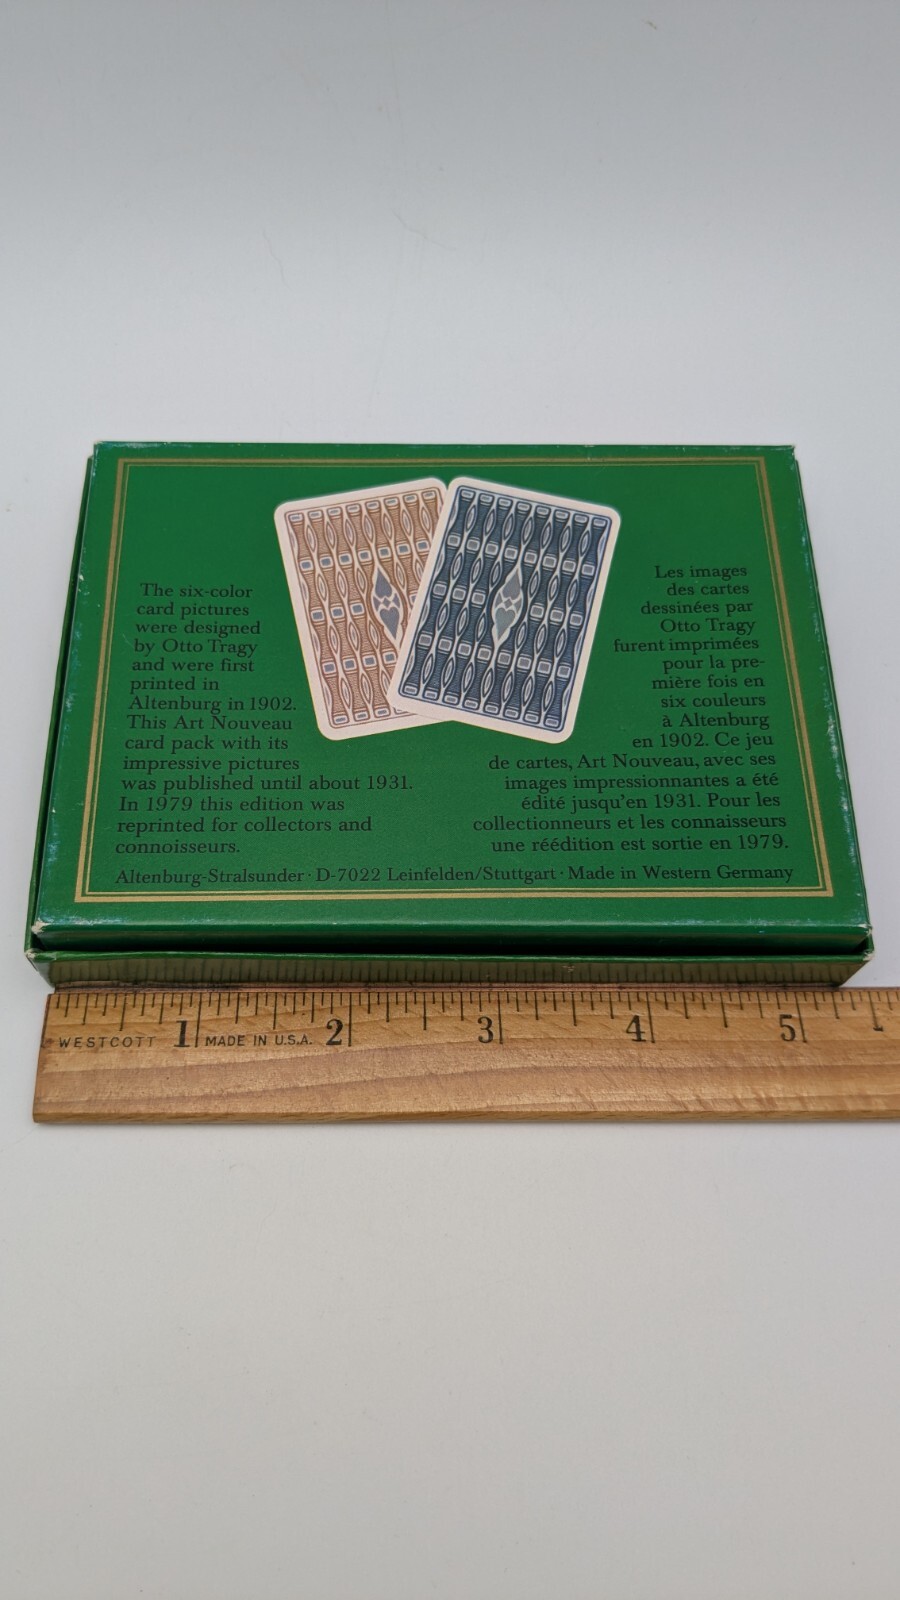 The six-color
card pictures
were designed
by Otto Tragy
and were first
printed in
Altenburg in 1902.
This Art Nouveau
card pack with its
impressive pictures
was published until about 1931.
In 1979 this edition was
reprinted for collectors and
connoisseurs.
Les images
des cartes
dessinées par
Otto Tragy
furent imprimées
pour la pre-
mière fois en
six couleurs
à Altenburg
en 1902. Ce jeu
de cartes, Art Nouveau, avec ses
images impressionnantes a été
édité jusqu'en 1931. Pour les
collectionneurs et les connaisseurs
une réédition est sortie en 1979.
Altenburg-Stralsunder · D-7022 Leinfelden/Stuttgart · Made in Western Germany
WESTCOTT 1 MADE IN U.S.A. 2 3 4 5